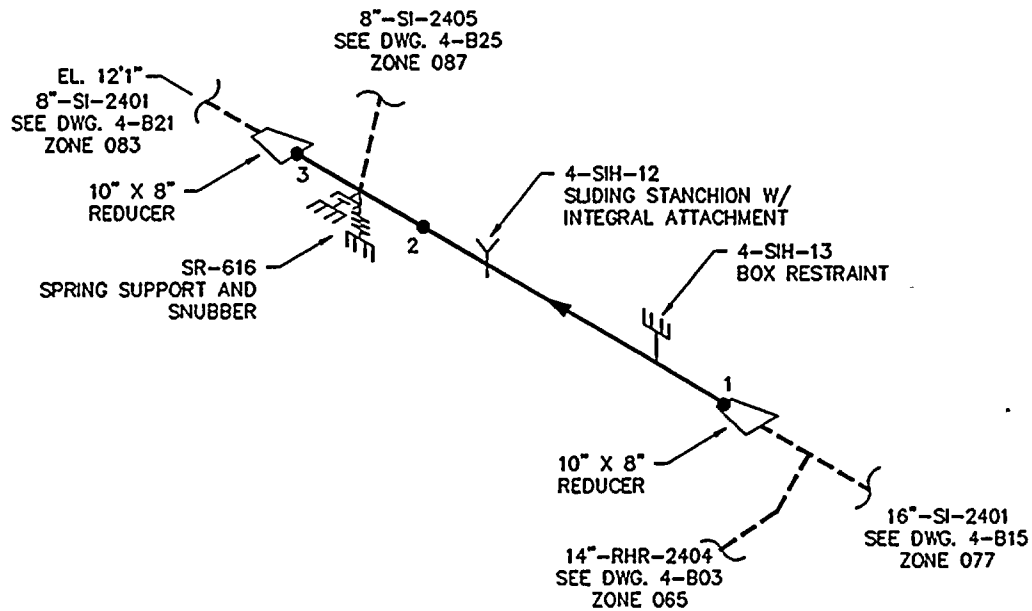 8"-SI-2405
SEE DWG. 4-B25
ZONE 087
EL. 12'1"
8"-SI-2401
SEE DWG. 4-B21
ZONE 083
10" X 8"
REDUCER
3
2
SR-616
SPRING SUPPORT AND
SNUBBER
4-SIH-12
SLIDING STANCHION W/
INTEGRAL ATTACHMENT
4-SIH-13
BOX RESTRAINT
1
10" X 8"
REDUCER
14"-RHR-2404
SEE DWG. 4-B03
ZONE 065
16"-SI-2401
SEE DWG. 4-B15
ZONE 077